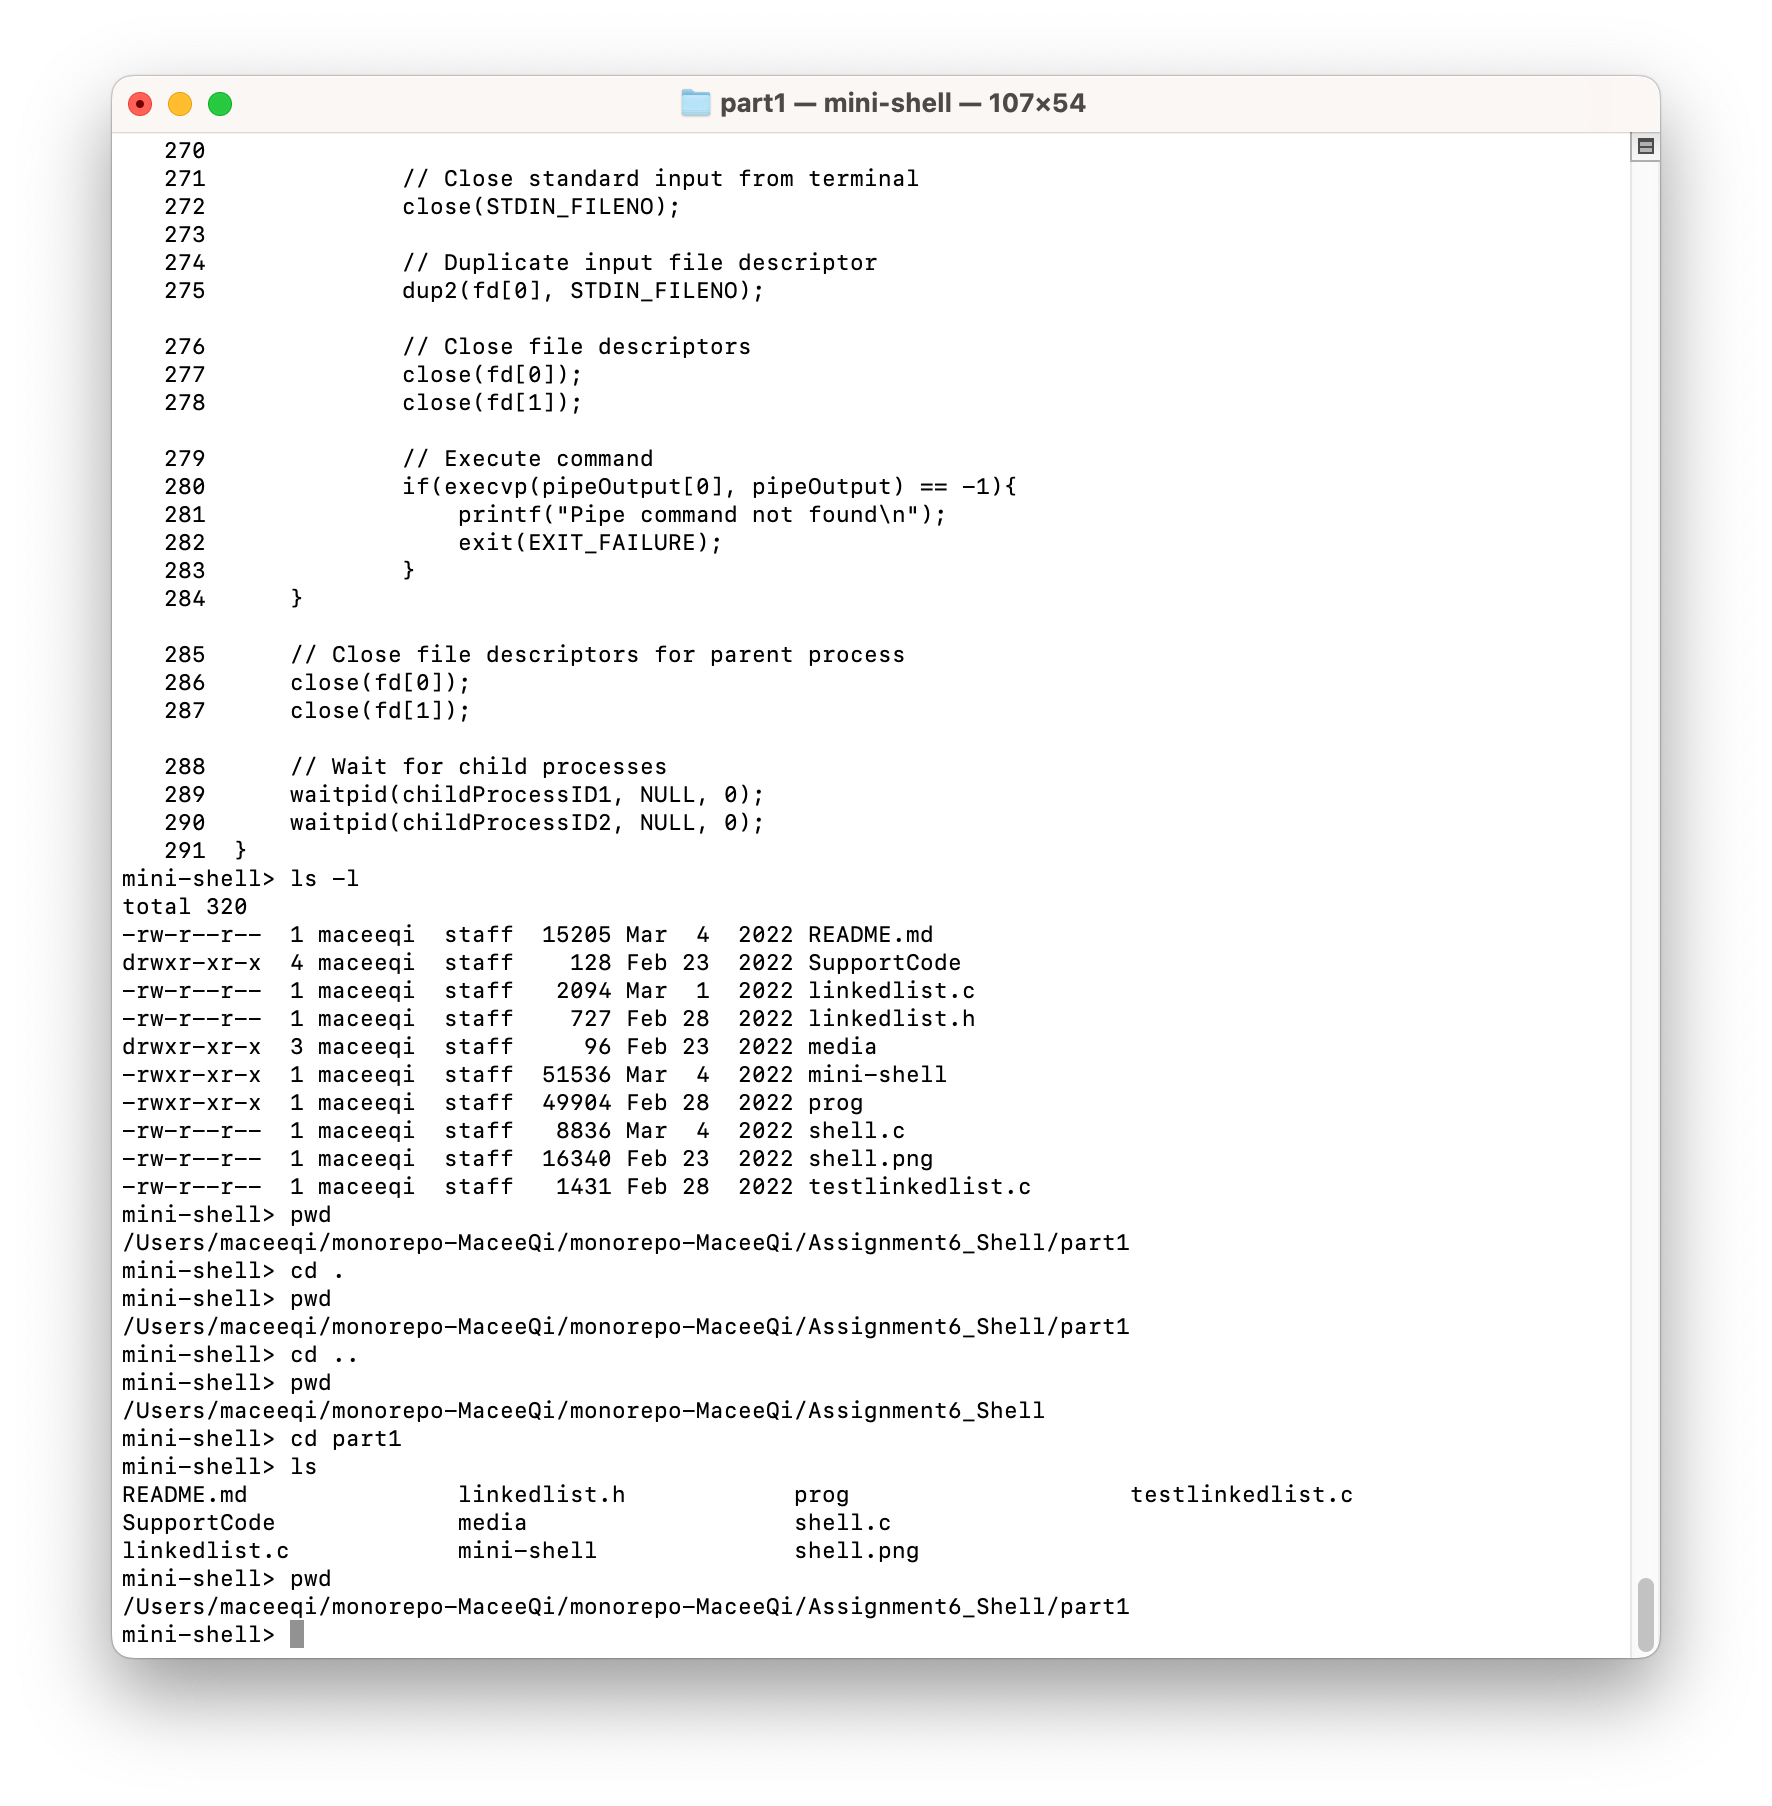 part1 — mini-shell — 107×54
   270
   271              // Close standard input from terminal
   272              close(STDIN_FILENO);
   273
   274              // Duplicate input file descriptor
   275              dup2(fd[0], STDIN_FILENO);

   276              // Close file descriptors
   277              close(fd[0]);
   278              close(fd[1]);

   279              // Execute command
   280              if(execvp(pipeOutput[0], pipeOutput) == -1){
   281                  printf("Pipe command not found\n");
   282                  exit(EXIT_FAILURE);
   283              }
   284      }

   285      // Close file descriptors for parent process
   286      close(fd[0]);
   287      close(fd[1]);

   288      // Wait for child processes
   289      waitpid(childProcessID1, NULL, 0);
   290      waitpid(childProcessID2, NULL, 0);
   291  }
mini-shell> ls -l
total 320
-rw-r--r--  1 maceeqi  staff  15205 Mar  4  2022 README.md
drwxr-xr-x  4 maceeqi  staff    128 Feb 23  2022 SupportCode
-rw-r--r--  1 maceeqi  staff   2094 Mar  1  2022 linkedlist.c
-rw-r--r--  1 maceeqi  staff    727 Feb 28  2022 linkedlist.h
drwxr-xr-x  3 maceeqi  staff     96 Feb 23  2022 media
-rwxr-xr-x  1 maceeqi  staff  51536 Mar  4  2022 mini-shell
-rwxr-xr-x  1 maceeqi  staff  49904 Feb 28  2022 prog
-rw-r--r--  1 maceeqi  staff   8836 Mar  4  2022 shell.c
-rw-r--r--  1 maceeqi  staff  16340 Feb 23  2022 shell.png
-rw-r--r--  1 maceeqi  staff   1431 Feb 28  2022 testlinkedlist.c
mini-shell> pwd
/Users/maceeqi/monorepo-MaceeQi/monorepo-MaceeQi/Assignment6_Shell/part1
mini-shell> cd .
mini-shell> pwd
/Users/maceeqi/monorepo-MaceeQi/monorepo-MaceeQi/Assignment6_Shell/part1
mini-shell> cd ..
mini-shell> pwd
/Users/maceeqi/monorepo-MaceeQi/monorepo-MaceeQi/Assignment6_Shell
mini-shell> cd part1
mini-shell> ls
README.md               linkedlist.h            prog                    testlinkedlist.c
SupportCode             media                   shell.c
linkedlist.c            mini-shell              shell.png
mini-shell> pwd
/Users/maceeqi/monorepo-MaceeQi/monorepo-MaceeQi/Assignment6_Shell/part1
mini-shell>